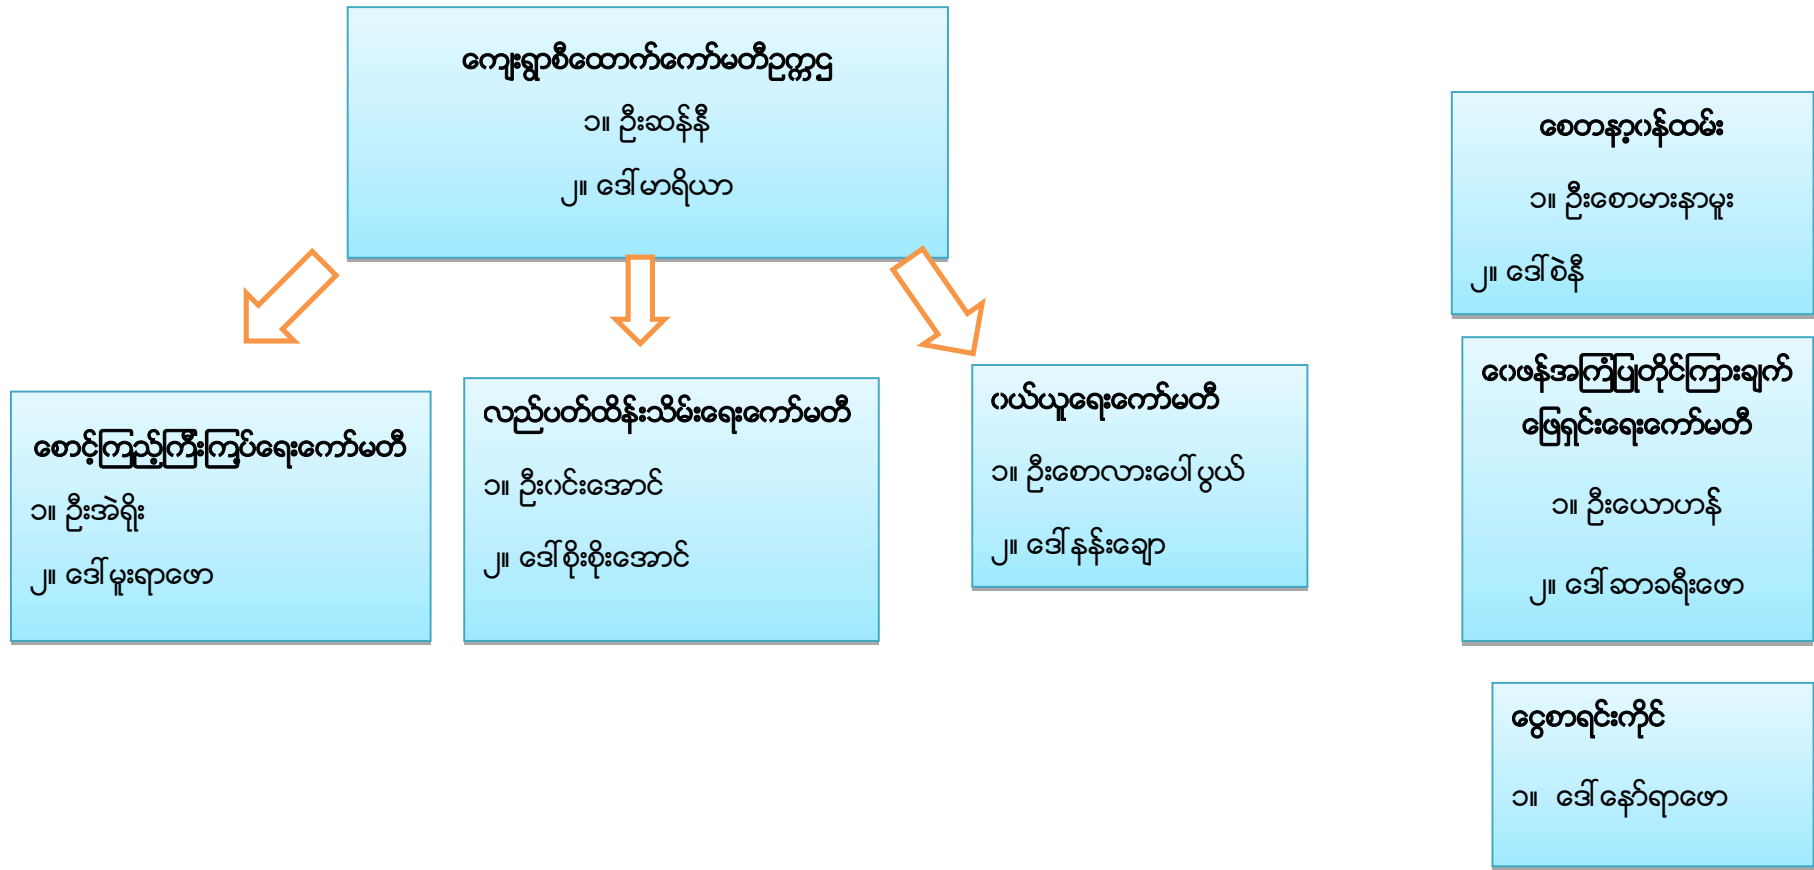 ကျေးရွာစီထောက်ကော်မတီဥက္ကဌ
၁။ ဦးဆန်နီ
၂။ ဒေါ်မာရိယာ
စောင့်ကြည့်ကြီးကြပ်ရေးကော်မတီ
၁။ ဦးအဲရိုး
၂။ ဒေါ်မူးရာဖော
လည်ပတ်ထိန်းသိမ်းရေးကော်မတီ
၁။ ဦးဝင်းအောင်
၂။ ဒေါ်စိုးစိုးအောင်
ဝယ်ယူရေးကော်မတီ
၁။ ဦးစောလားပေါ်ပွယ်
၂။ ဒေါ်နန်းချော
စေတနာ့ဝန်ထမ်း
၁။ ဦးစောမားနာမူး
၂။ ဒေါ်စဲနီ
ဝေဖန်အကြံပြုတိုင်ကြားချက်
ဖြေရှင်းရေးကော်မတီ
၁။ ဦးယောဟန်
၂။ ဒေါ်ဆာခရီးဖော
ငွေစာရင်းကိုင်
၁။ ဒေါ်နော်ရာဖော